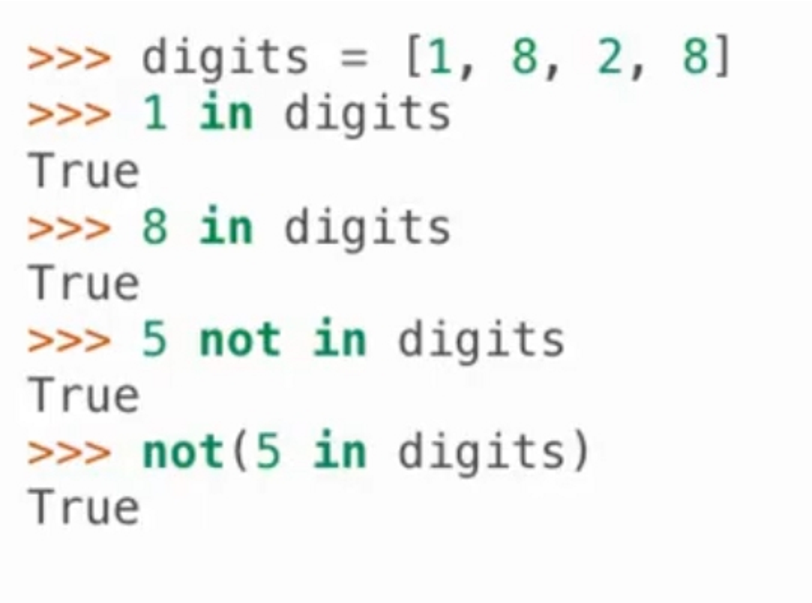 >>> digits = [1, 8, 2, 8]
>>> 1 in digits
True
>>> 8 in digits
True
>>> 5 not in digits
True
>>> not(5 in digits)
True